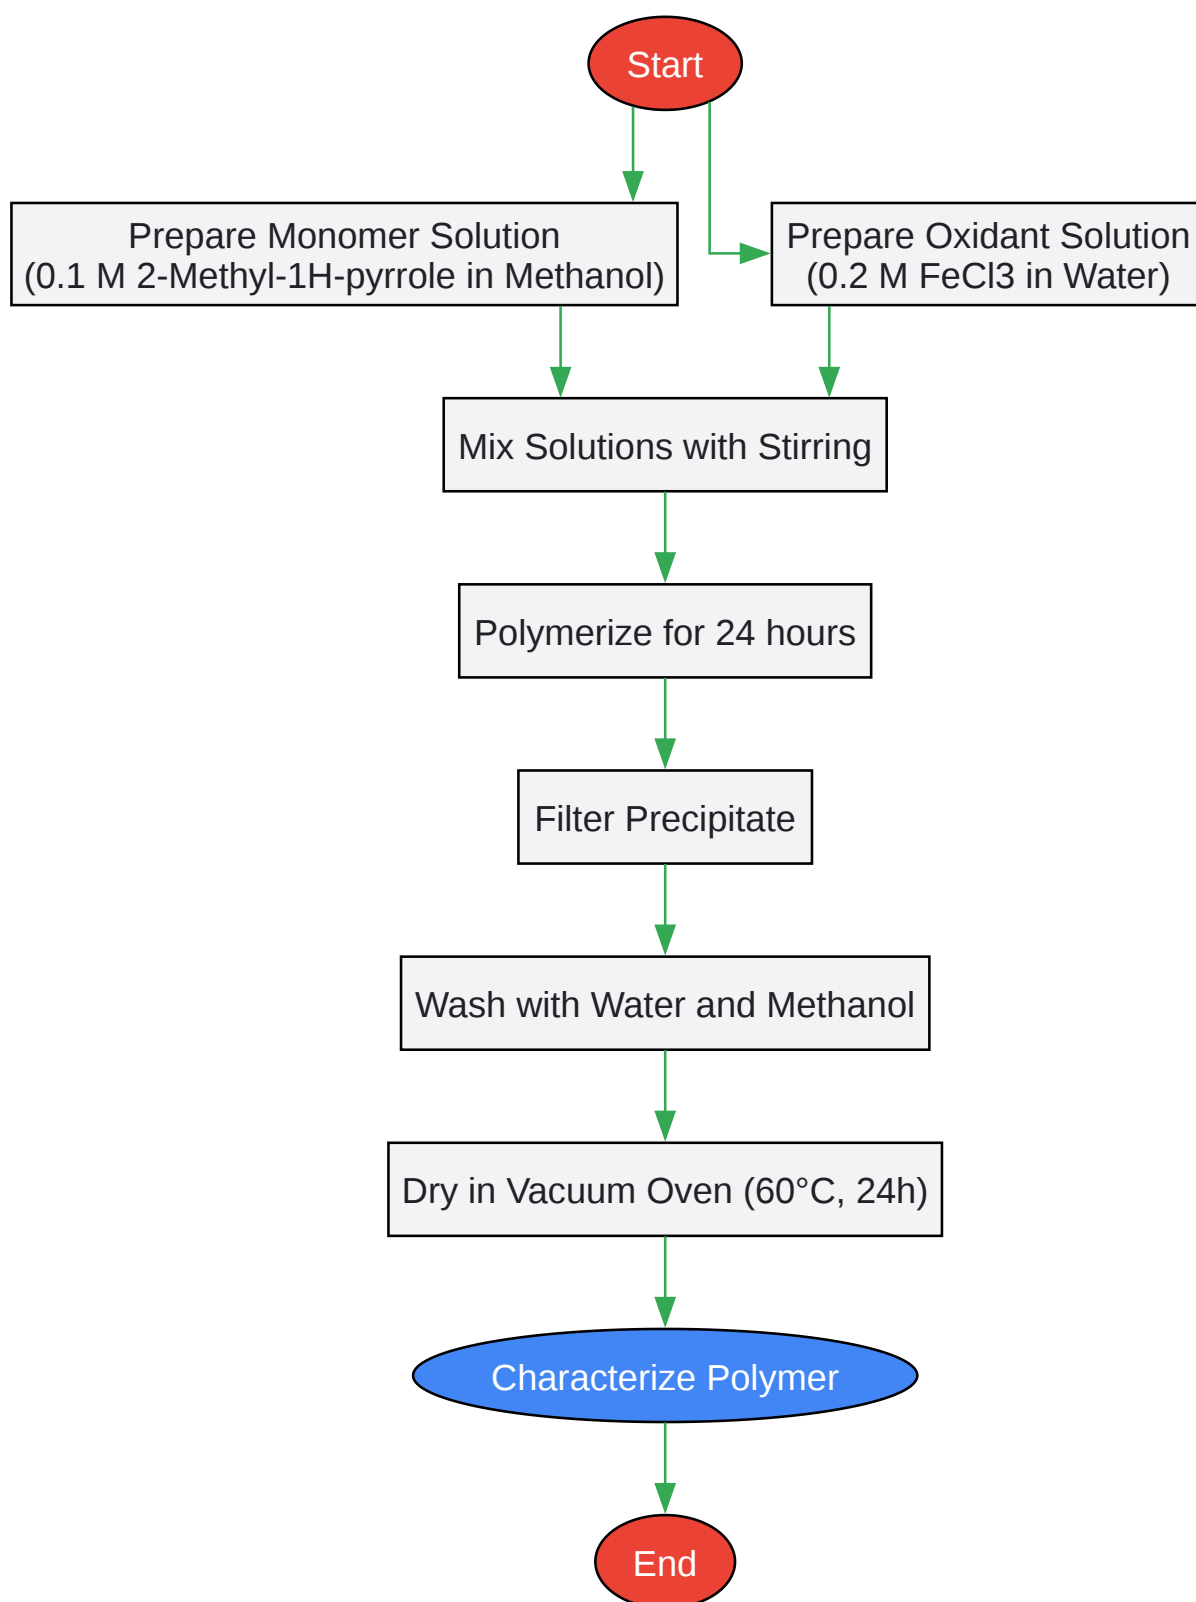 Start
Prepare Monomer Solution
(0.1 M 2-Methyl-1H-pyrrole in Methanol)
Prepare Oxidant Solution
(0.2 M FeCl3 in Water)
Mix Solutions with Stirring
Polymerize for 24 hours
Filter Precipitate
Wash with Water and Methanol
Dry in Vacuum Oven (60°C, 24h)
Characterize Polymer
End